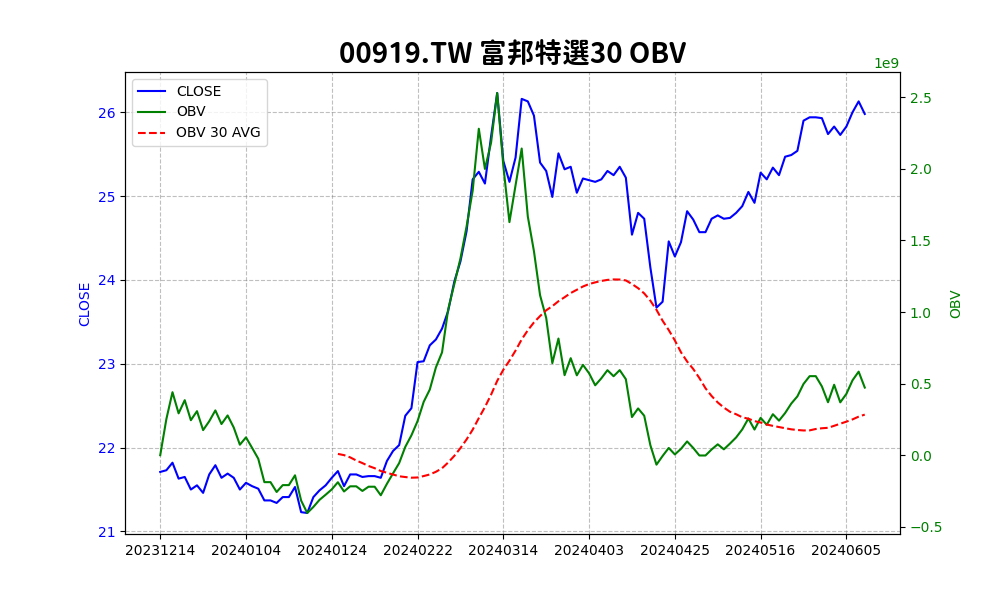 00919.TW 富邦特選30 OBV
1e9
CLOSE
OBV
OBV 30 AVG
26
25
24
23
22
21
CLOSE
2.5
2.0
1.5
1.0
0.5
0.0
−0.5
OBV
20231214 20240104 20240124 20240222 20240314 20240403 20240425 20240516 20240605